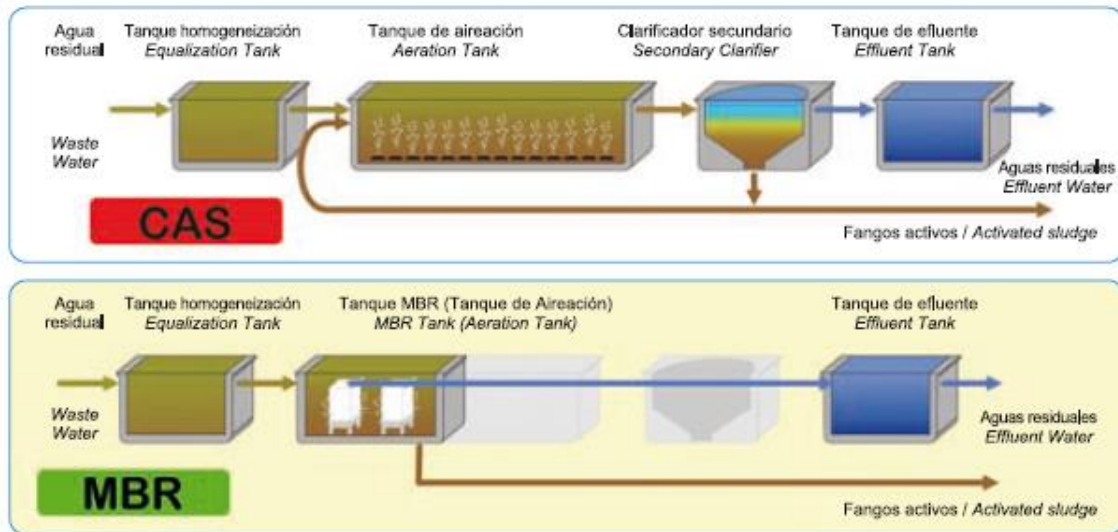 Agua
residual
Tanque homogeneización
Equalization Tank
Tanque de aireación
Aeration Tank
Clarificador secundario
Secondary Clarifier
Tanque de efluente
Effluent Tank
Waste
Water
Aguas residuales
Effluent Water
CAS
Fangos activos / Activated sludge
Agua
residual
Tanque homogeneización
Equalization Tank
Tanque MBR (Tanque de Aireación)
MBR Tank (Aeration Tank)
Tanque de efluente
Effluent Tank
Waste
Water
Aguas residuales
Effluent Water
MBR
Fangos activos / Activated sludge